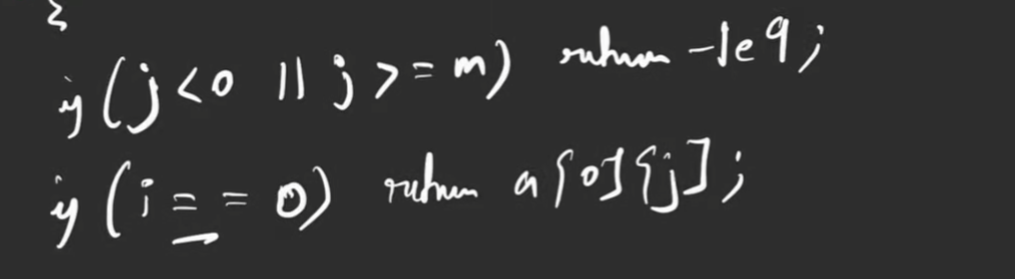 {
if (j<0 || j >= m) return -1e9;
if (i == 0) return a[0][j];